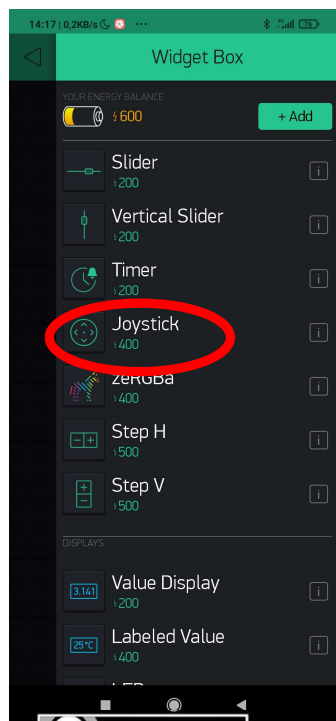 14:17 | 0,2KB/s ... 76
Widget Box
YOUR ENERGY BALANCE
600
+ Add
Slider
200
Vertical Slider
200
Timer
200
Joystick
400
zeRGBa
400
Step H
500
Step V
500
DISPLAYS
3.141 Value Display
200
25°C Labeled Value
400